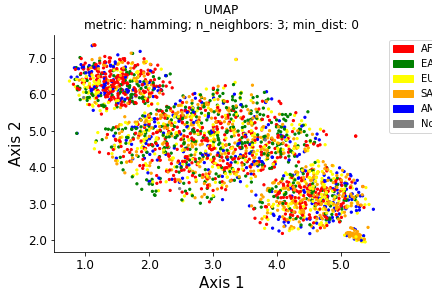 UMAP
metric: hamming; n_neighbors: 3; min_dist: 0
7.0
6.0
5.0
4.0
3.0
2.0
Axis 2
1.0 2.0 3.0 4.0 5.0
Axis 1
AF
EA
EU
SA
AM
No